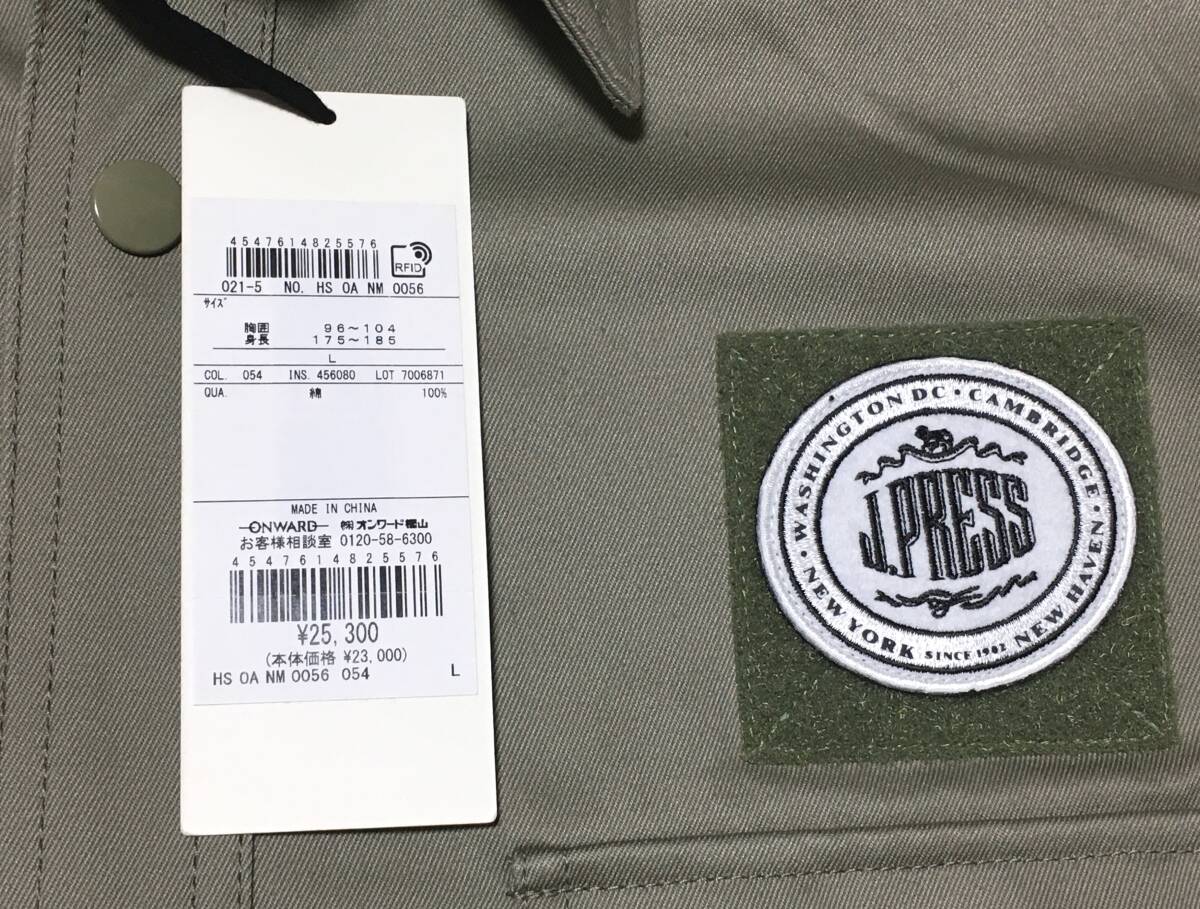 4547614825576
RFID
021-5 NO. HS OA NM 0056
ｻｲｽﾞ
胸囲 96～104
身長 175～185
L
COL. 054 INS. 456080 LOT 7006871
QUA. 綿 100%
MADE IN CHINA
ONWARD ㈱オンワード樫山
お客様相談室 0120-58-6300
4547614825576
¥25,300
(本体価格 ¥23,000)
HS OA NM 0056 054 L
WASHINGTON DC · CAMBRIDGE ·
J.PRESS
· NEW YORK SINCE 1902 NEW HAVEN ·